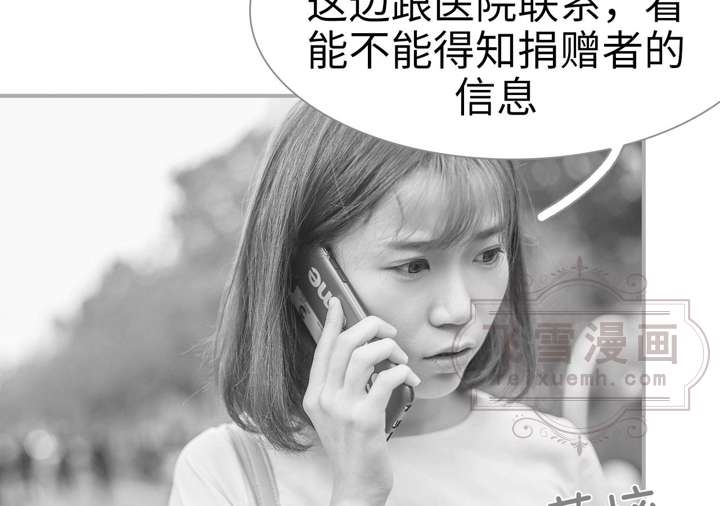 这边跟医院联系，看
能不能得知捐赠者的
信息
one
飞雪漫画
feixuemh.com